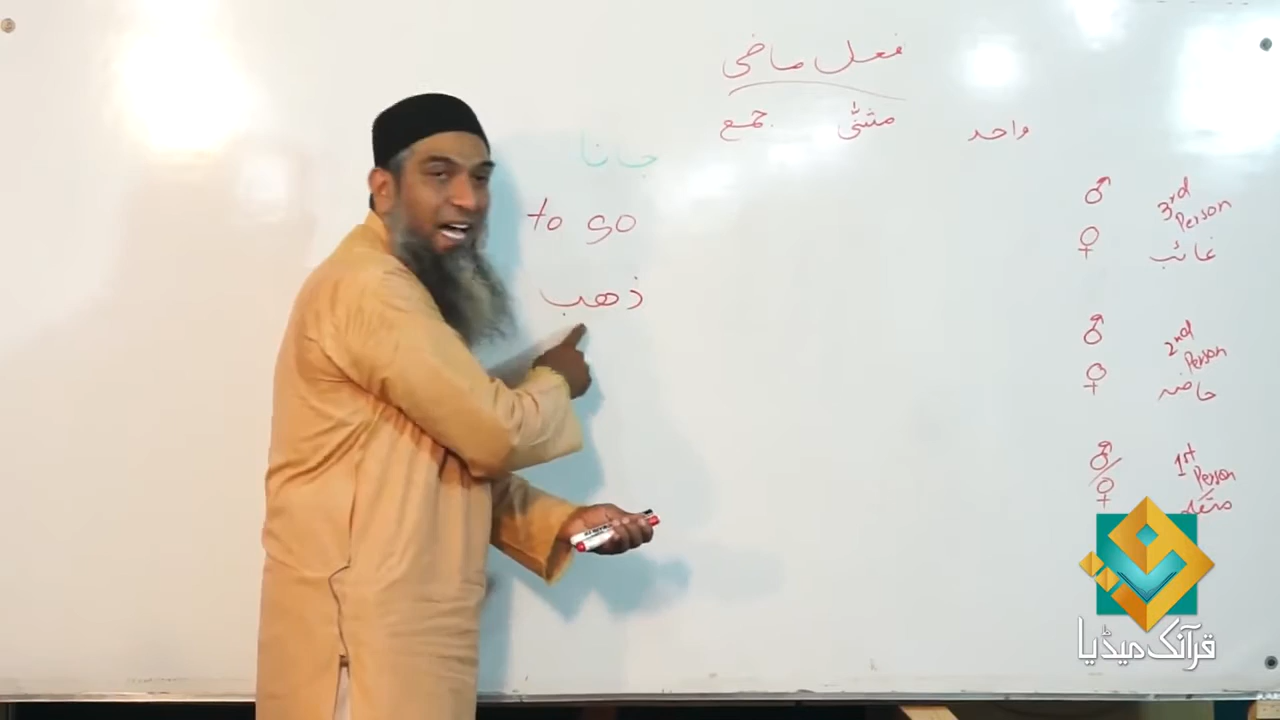 فعل ماضی
واحد مثنّٰی جمع
جانا
to go
ذهب
♂ 3rd Person
♀ غائب
♂ 2nd Person
♀ حاضر
♂/♀ 1st Person
متکلم
قرآنک میڈیا